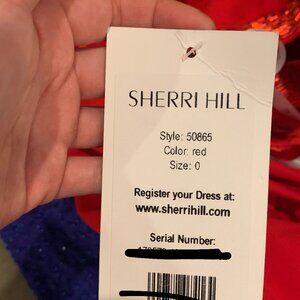 SHERRI HILL
Style: 50865
Color: red
Size: 0
Register your Dress at:
www.sherrihill.com
Serial Number: